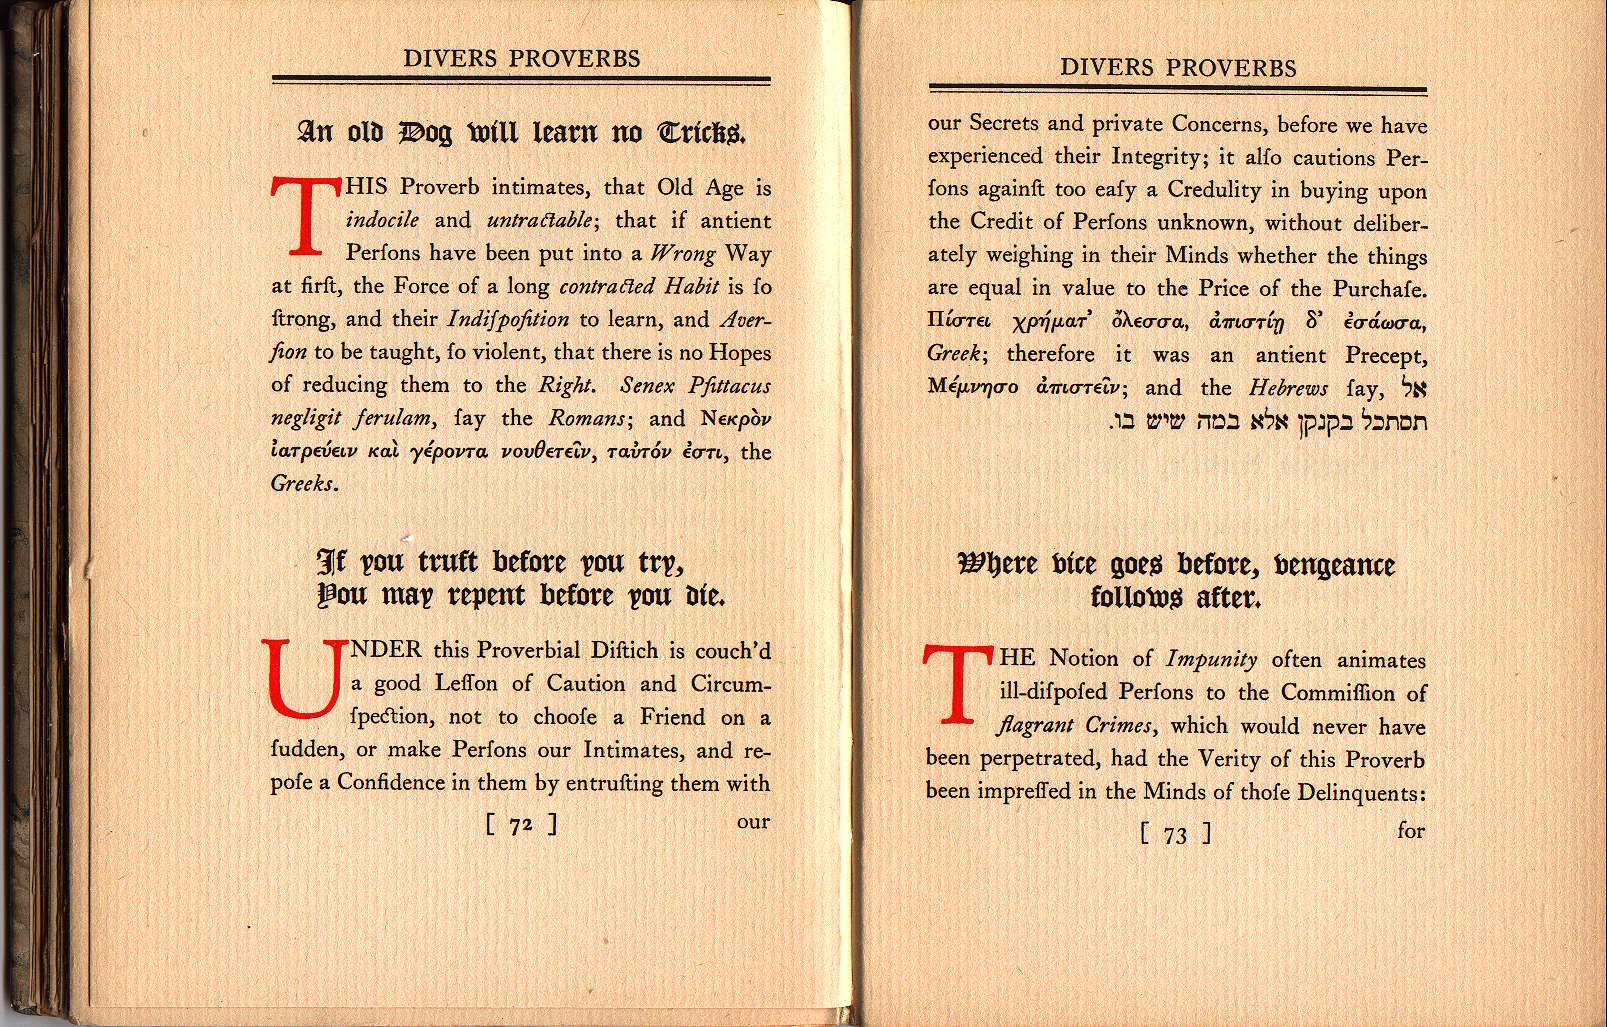 DIVERS PROVERBS
An old Dog will learn no Tricks.
THIS Proverb intimates, that Old Age is
indocile and untractable; that if antient
Perſons have been put into a Wrong Way
at firſt, the Force of a long contracted Habit is ſo
ſtrong, and their Indiſpoſition to learn, and Aver-
ſion to be taught, ſo violent, that there is no Hopes
of reducing them to the Right. Senex Pſittacus
negligit ferulam, ſay the Romans; and Νεκρὸν
ἰατρεύειν καὶ γέροντα νουθετεῖν, ταὐτόν ἐστι, the
Greeks.
If you truſt before you try,
You may repent before you die.
UNDER this Proverbial Diſtich is couch'd
a good Leſſon of Caution and Circum-
ſpection, not to chooſe a Friend on a
ſudden, or make Perſons our Intimates, and re-
poſe a Confidence in them by entruſting them with
[ 72 ] our
DIVERS PROVERBS
our Secrets and private Concerns, before we have
experienced their Integrity; it alſo cautions Per-
ſons againſt too eaſy a Credulity in buying upon
the Credit of Perſons unknown, without deliber-
ately weighing in their Minds whether the things
are equal in value to the Price of the Purchaſe.
Πίστει χρήματ' ὄλεσσα, ἀπιστίῃ δ' ἐσάωσα,
Greek; therefore it was an antient Precept,
Μέμνησο ἀπιστεῖν; and the Hebrews ſay, אל
תסתכל בקנקן אלא במה שיש בו.
Where vice goes before, vengeance
follows after.
THE Notion of Impunity often animates
ill-diſpoſed Perſons to the Commiſſion of
flagrant Crimes, which would never have
been perpetrated, had the Verity of this Proverb
been impreſſed in the Minds of thoſe Delinquents:
[ 73 ] for